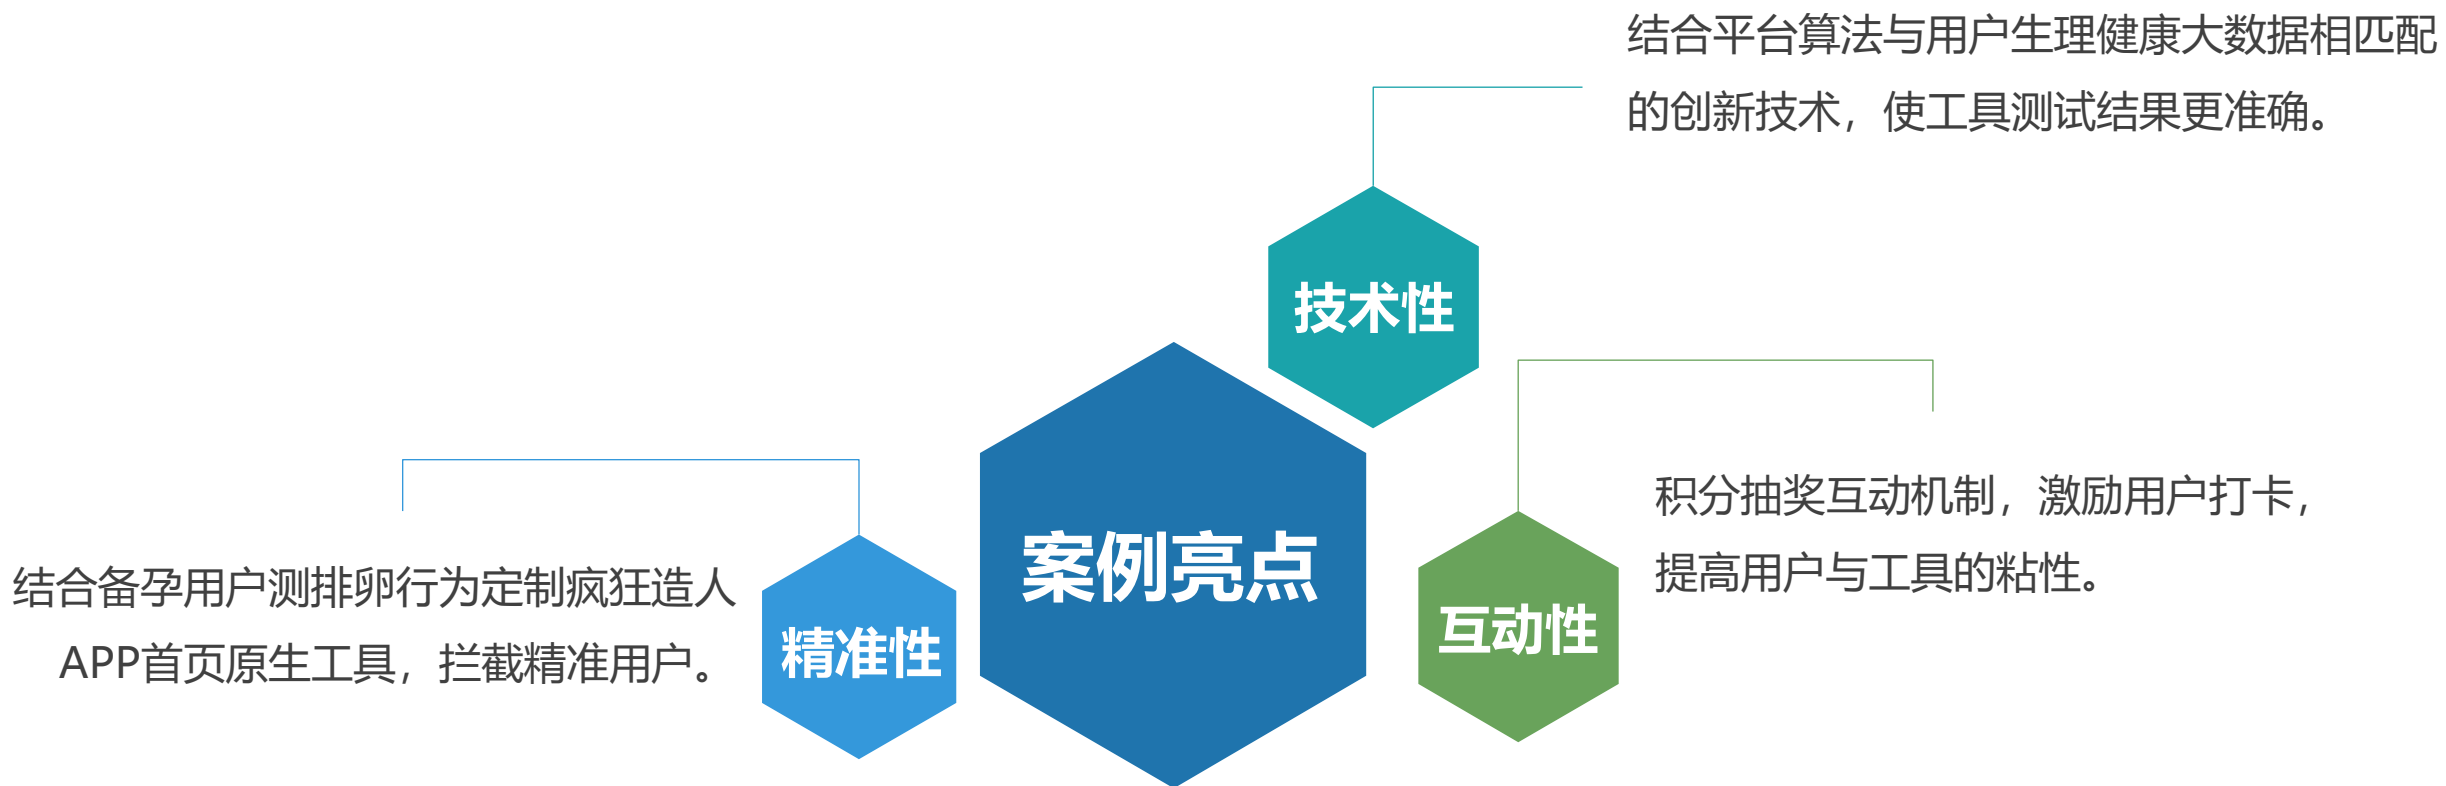 结合平台算法与用户生理健康大数据相匹配
的创新技术，使工具测试结果更准确。
技术性
积分抽奖互动机制，激励用户打卡，
提高用户与工具的粘性。
互动性
案例亮点
结合备孕用户测排卵行为定制疯狂造人
APP首页原生工具，拦截精准用户。
精准性